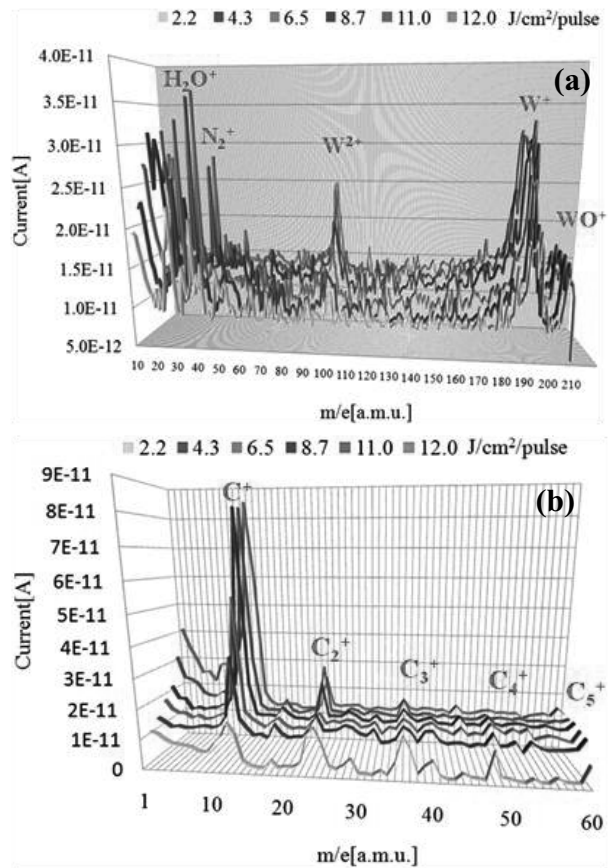 2.2 4.3 6.5 8.7 11.0 12.0 J/cm²/pulse
(a)
4.0E-11
3.5E-11
3.0E-11
2.5E-11
2.0E-11
1.5E-11
1.0E-11
5.0E-12
Current[A]
H₂O⁺
N₂⁺
W²⁺
W⁺
WO⁺
10 20 30 40 50 60 70 80 90 100 110 120 130 140 150 160 170 180 190 200 210
m/e[a.m.u.]
2.2 4.3 6.5 8.7 11.0 12.0 J/cm²/pulse
(b)
9E-11
8E-11
7E-11
6E-11
5E-11
4E-11
3E-11
2E-11
1E-11
0
Current[A]
C⁺
C₂⁺
C₃⁺
C₄⁺
C₅⁺
1 10 20 30 40 50 60
m/e[a.m.u.]